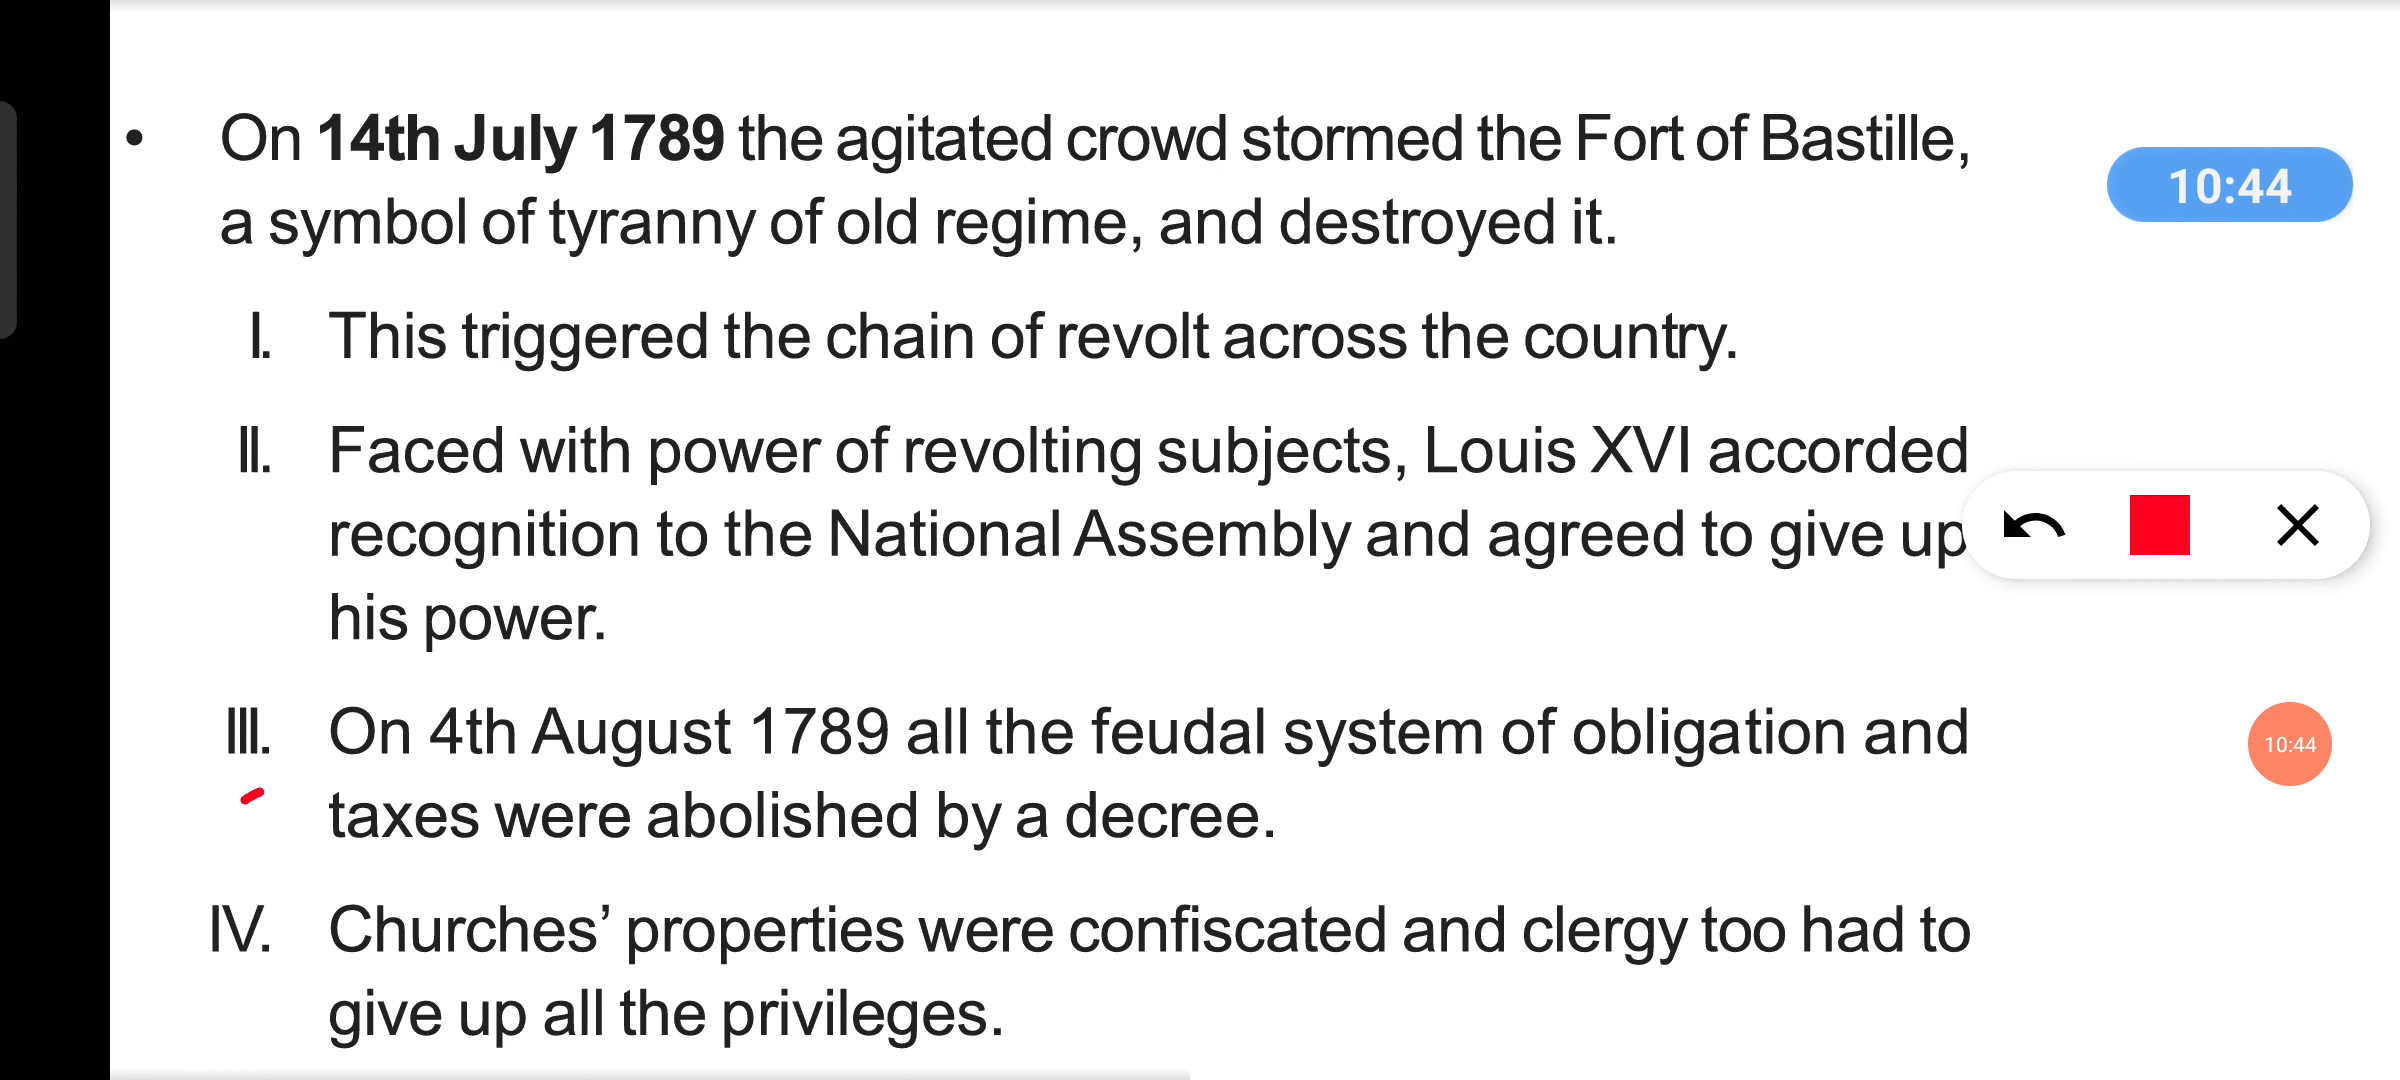 • On 14th July 1789 the agitated crowd stormed the Fort of Bastille,
10:44
a symbol of tyranny of old regime, and destroyed it.
I. This triggered the chain of revolt across the country.
II. Faced with power of revolting subjects, Louis XVI accorded
recognition to the National Assembly and agreed to give up
his power.
III. On 4th August 1789 all the feudal system of obligation and
10:44
taxes were abolished by a decree.
IV. Churches’ properties were confiscated and clergy too had to
give up all the privileges.